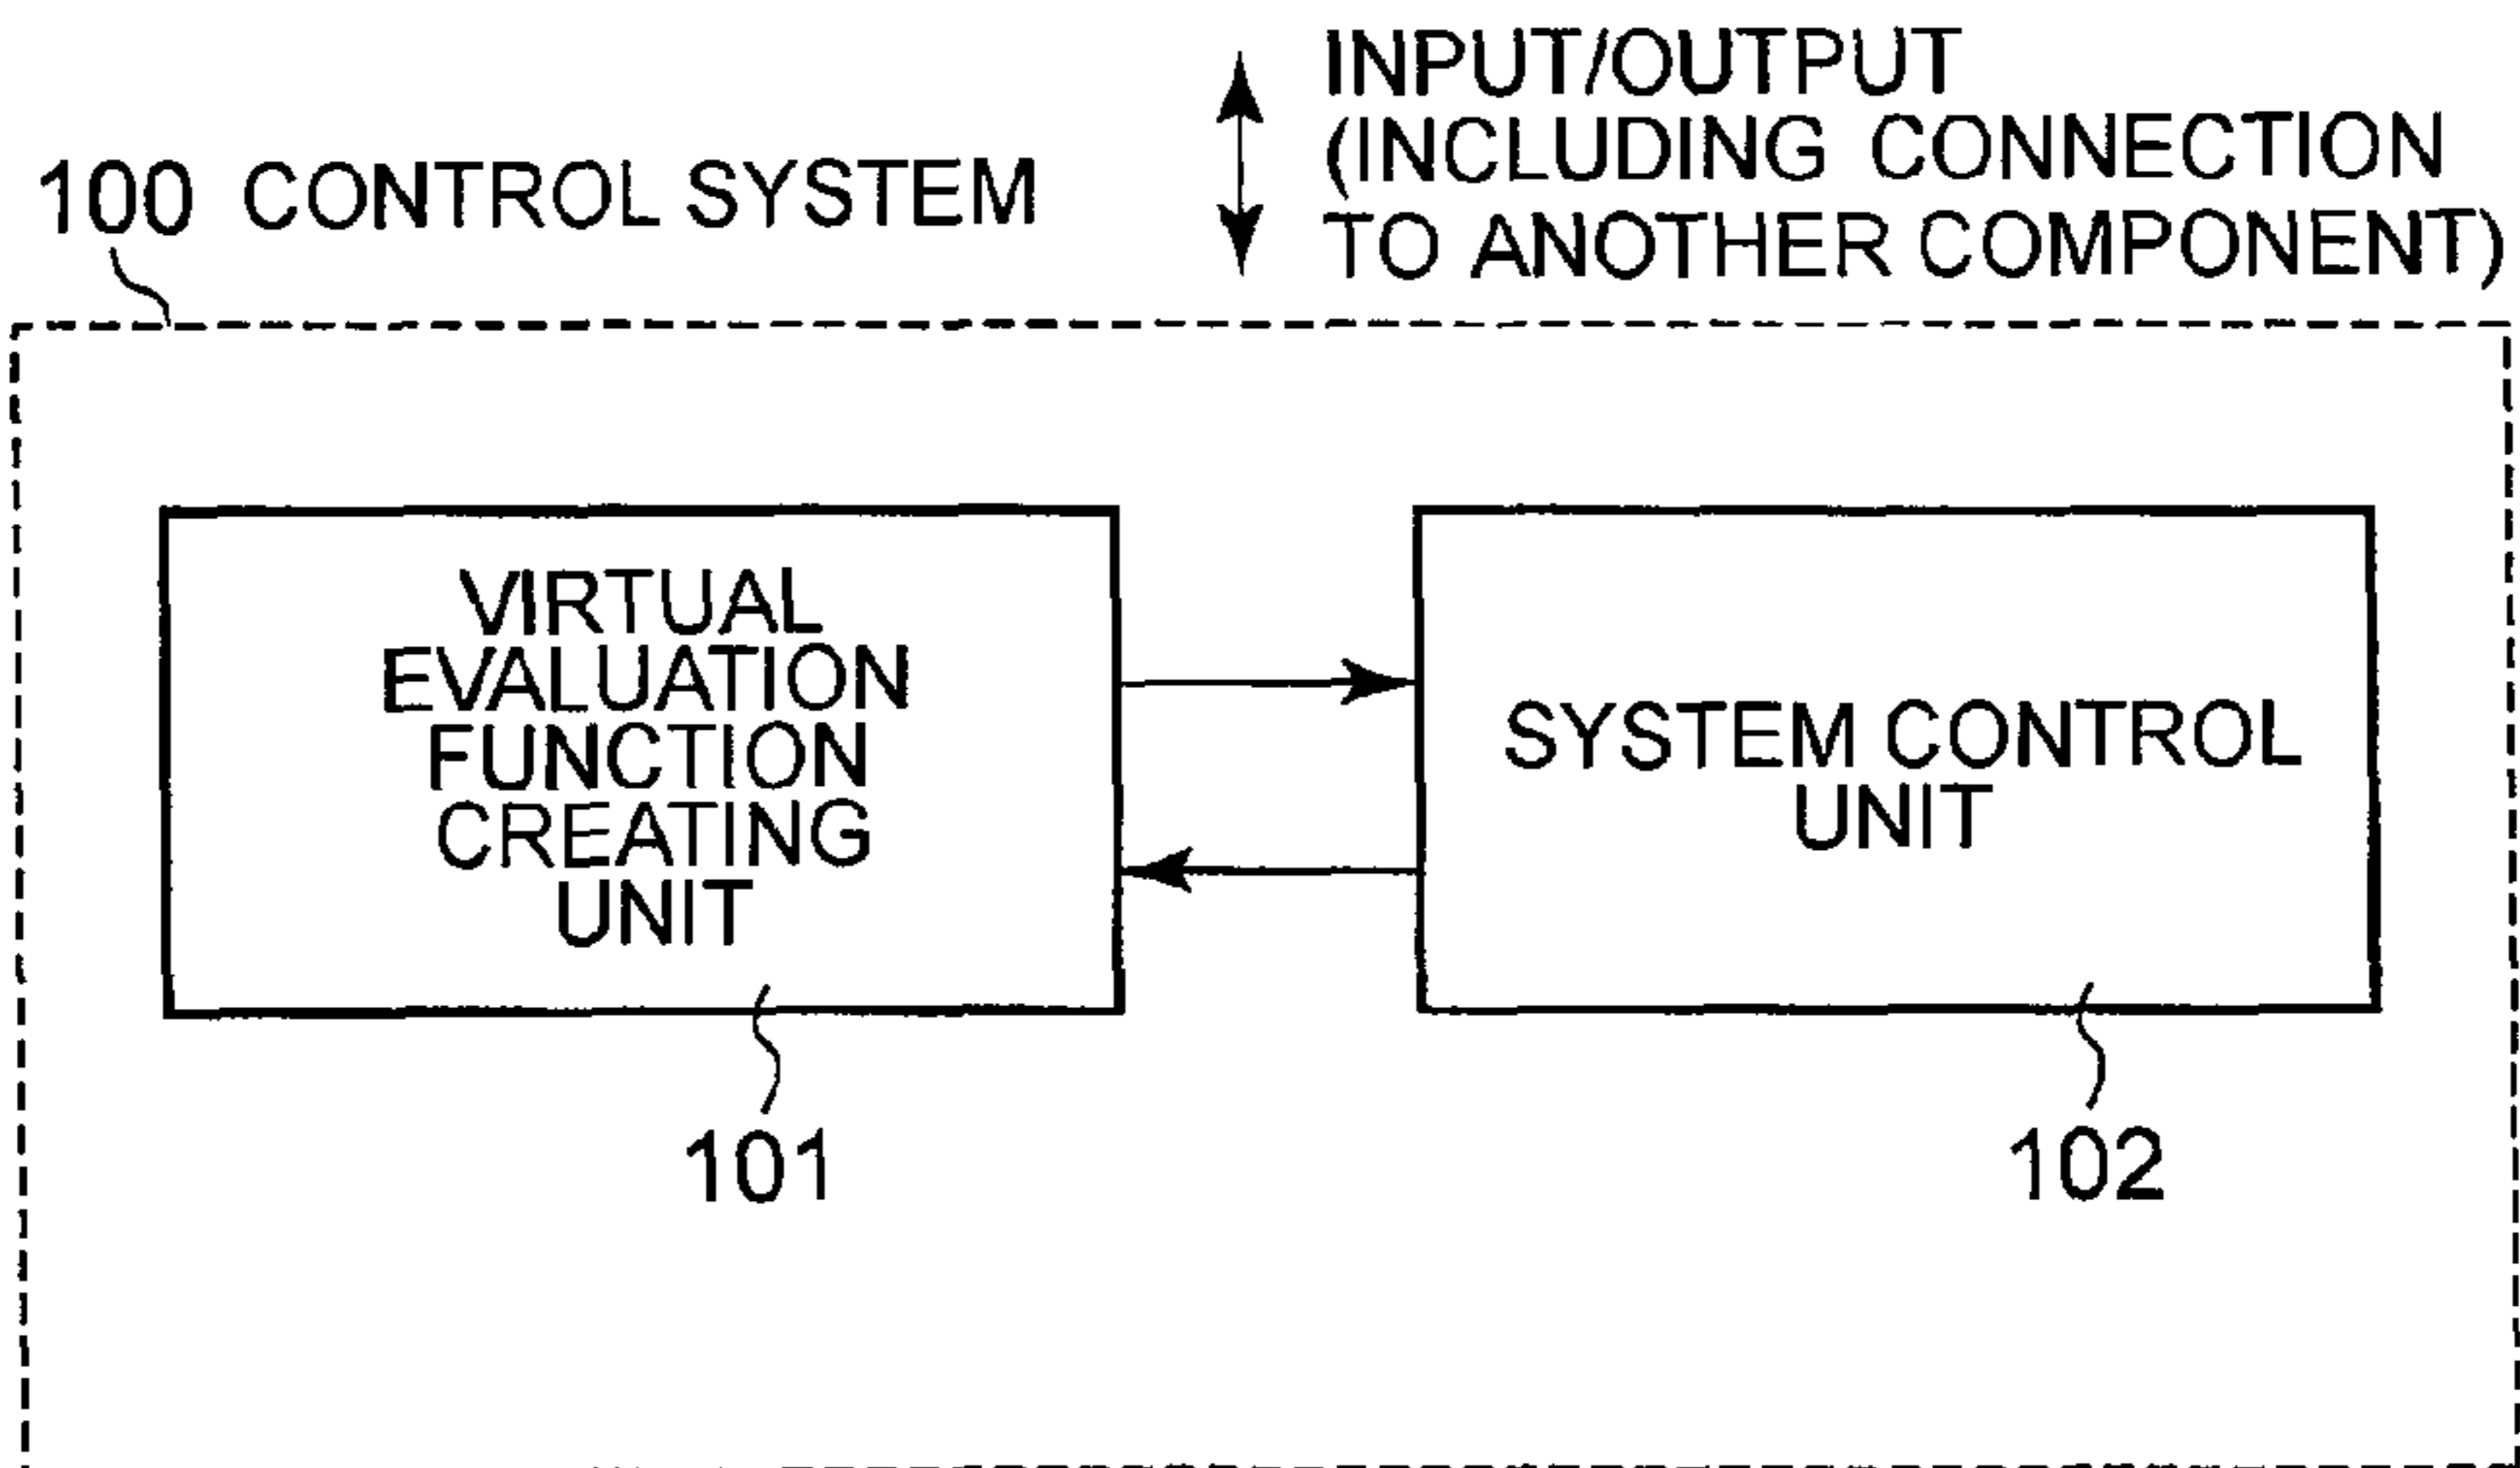 INPUT/OUTPUT
(INCLUDING CONNECTION
TO ANOTHER COMPONENT)
100 CONTROL SYSTEM
VIRTUAL
EVALUATION
FUNCTION
CREATING
UNIT
SYSTEM CONTROL
UNIT
101
102